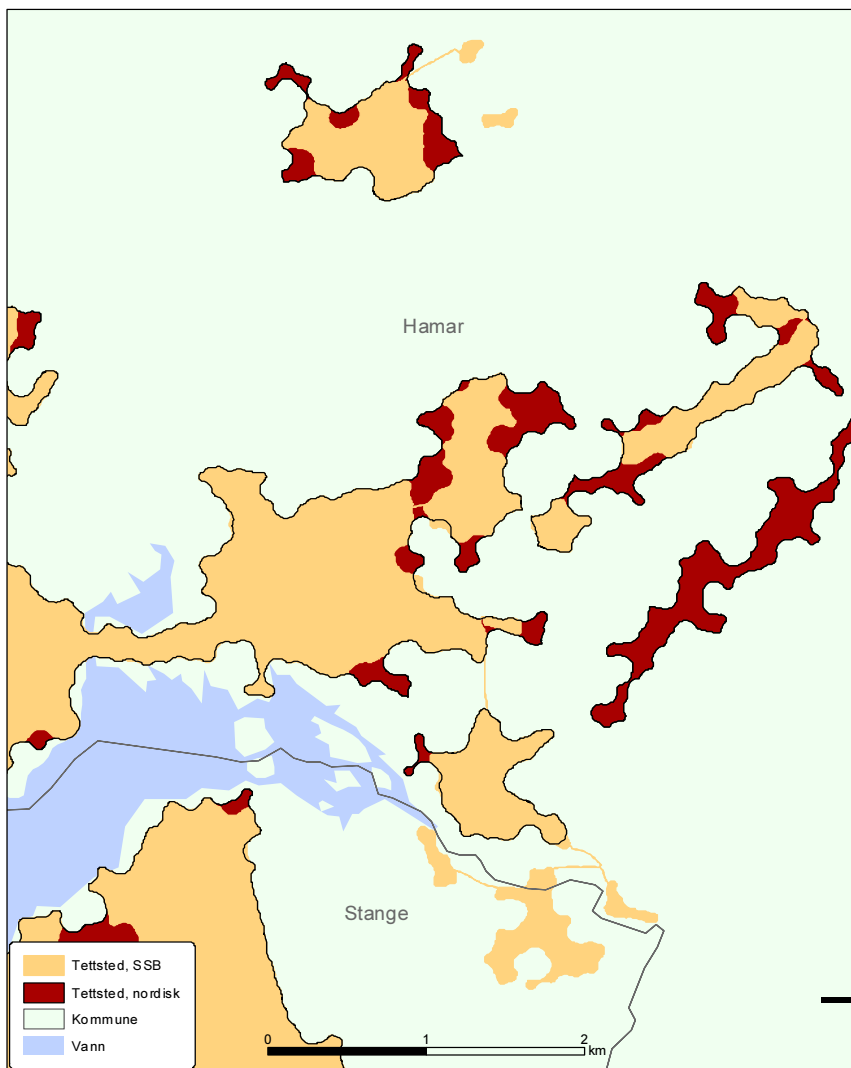 Hamar
Stange
Tettsted, SSB
Tettsted, nordisk
Kommune
Vann
0 1 2
km